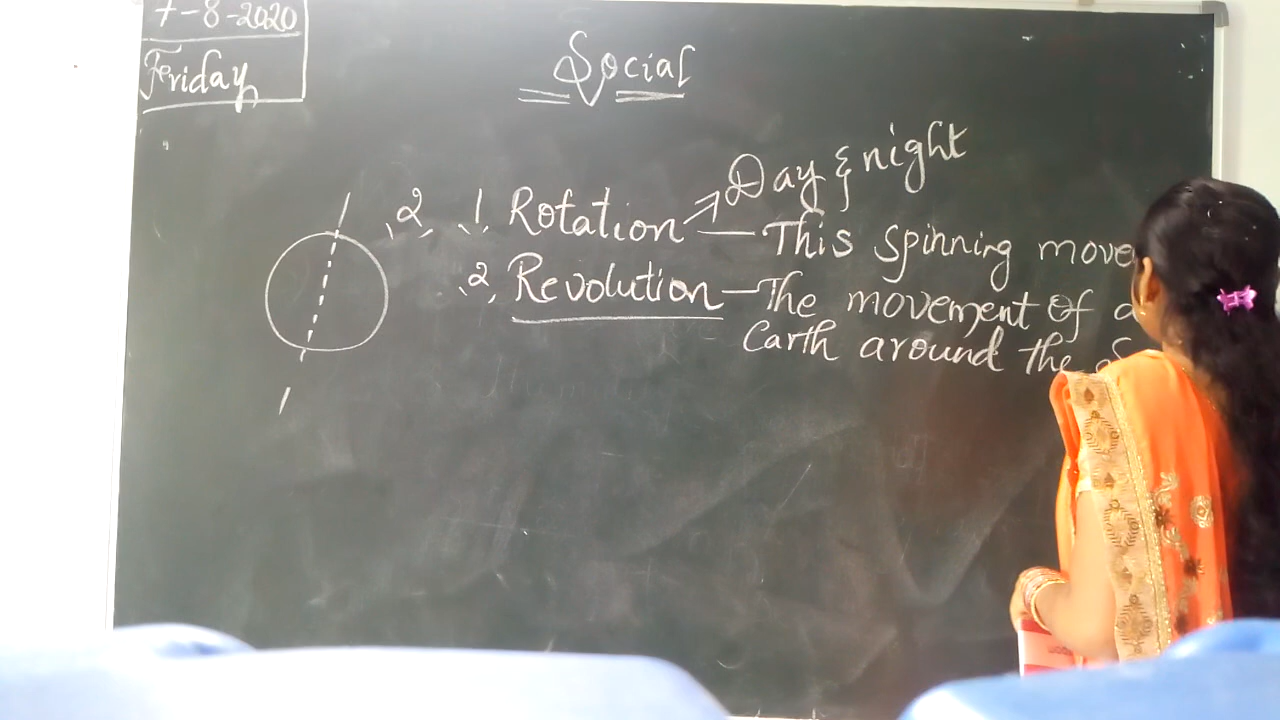 7-8-2020
Friday
Social
Day & night
,2, 1. Rotation — This spinning move
2, Revolution — The movement of
Earth around the S